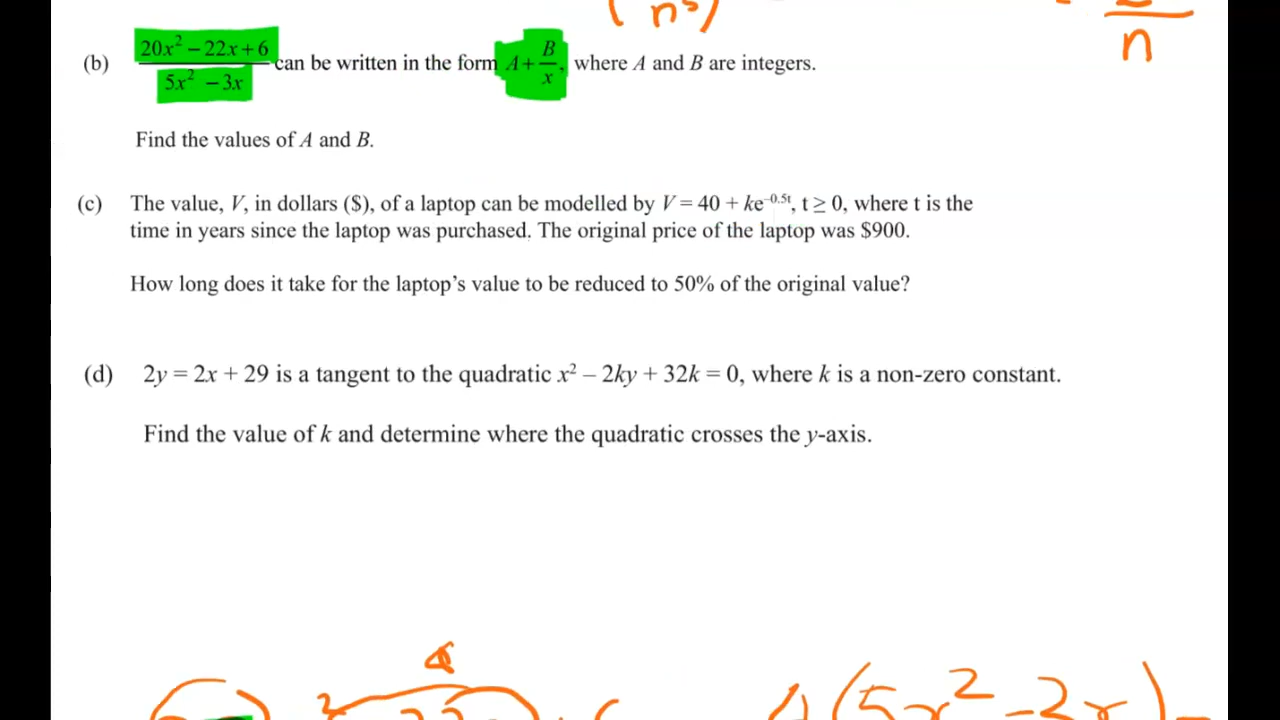 ( n⁵ )
n
(b) 20x² – 22x + 6 / 5x² – 3x can be written in the form A + B/x, where A and B are integers.
Find the values of A and B.
(c) The value, V, in dollars ($), of a laptop can be modelled by V = 40 + ke^–0.5t, t ≥ 0, where t is the
time in years since the laptop was purchased. The original price of the laptop was $900.
How long does it take for the laptop's value to be reduced to 50% of the original value?
(d) 2y = 2x + 29 is a tangent to the quadratic x² – 2ky + 32k = 0, where k is a non-zero constant.
Find the value of k and determine where the quadratic crosses the y-axis.